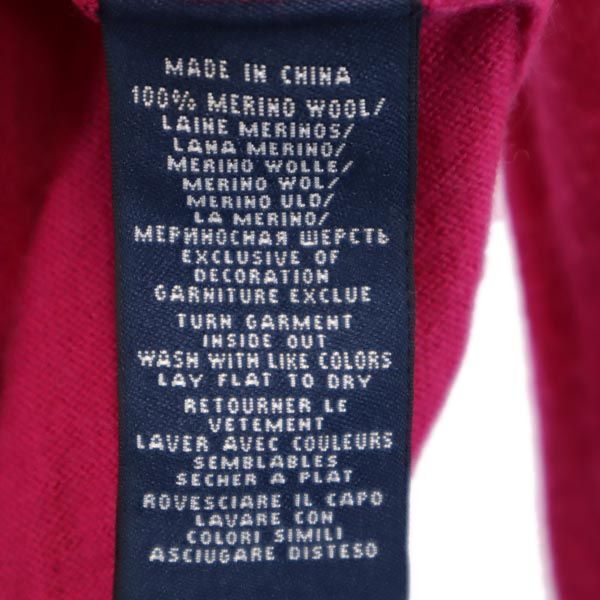 MADE IN CHINA
100% MERINO WOOL/
LAINE MERINOS/
LANA MERINO/
MERINO WOLLE/
MERINO WOL/
MERINO ULD/
LA MERINO/
МЕРИНОСНАЯ ШЕРСТЬ
EXCLUSIVE OF
DECORATION
GARNITURE EXCLUE
TURN GARMENT
INSIDE OUT
WASH WITH LIKE COLORS
LAY FLAT TO DRY
RETOURNER LE
VETEMENT
LAVER AVEC COULEURS
SEMBLABLES
SECHER A PLAT
ROVESCIARE IL CAPO
LAVARE CON
COLORI SIMILI
ASCIUGARE DISTESO